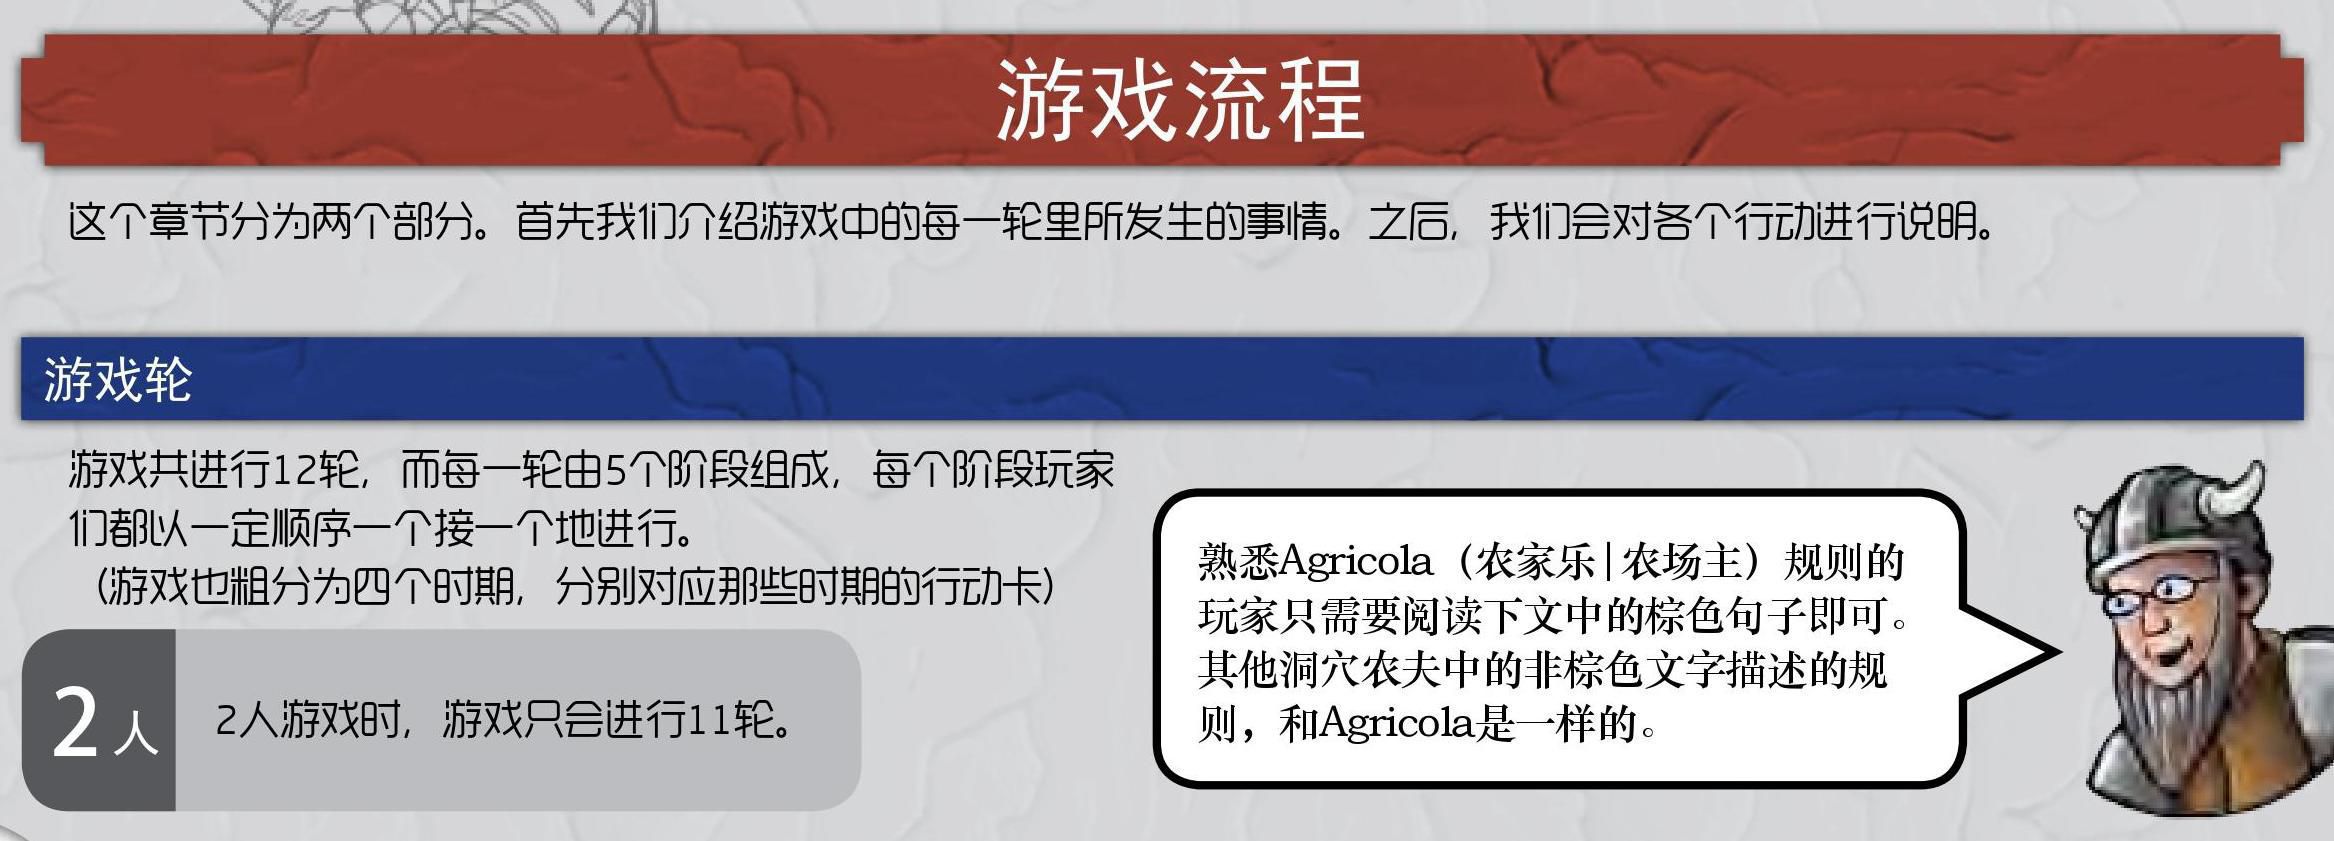 游戏流程
这个章节分为两个部分。首先我们介绍游戏中的每一轮里所发生的事情。之后，我们会对各个行动进行说明。
游戏轮
游戏共进行12轮，而每一轮由5个阶段组成，每个阶段玩家
们都以一定顺序一个接一个地进行。
（游戏也粗分为四个时期，分别对应那些时期的行动卡）
2人
2人游戏时，游戏只会进行11轮。
熟悉Agricola（农家乐|农场主）规则的
玩家只需要阅读下文中的棕色句子即可。
其他洞穴农夫中的非棕色文字描述的规
则，和Agricola是一样的。